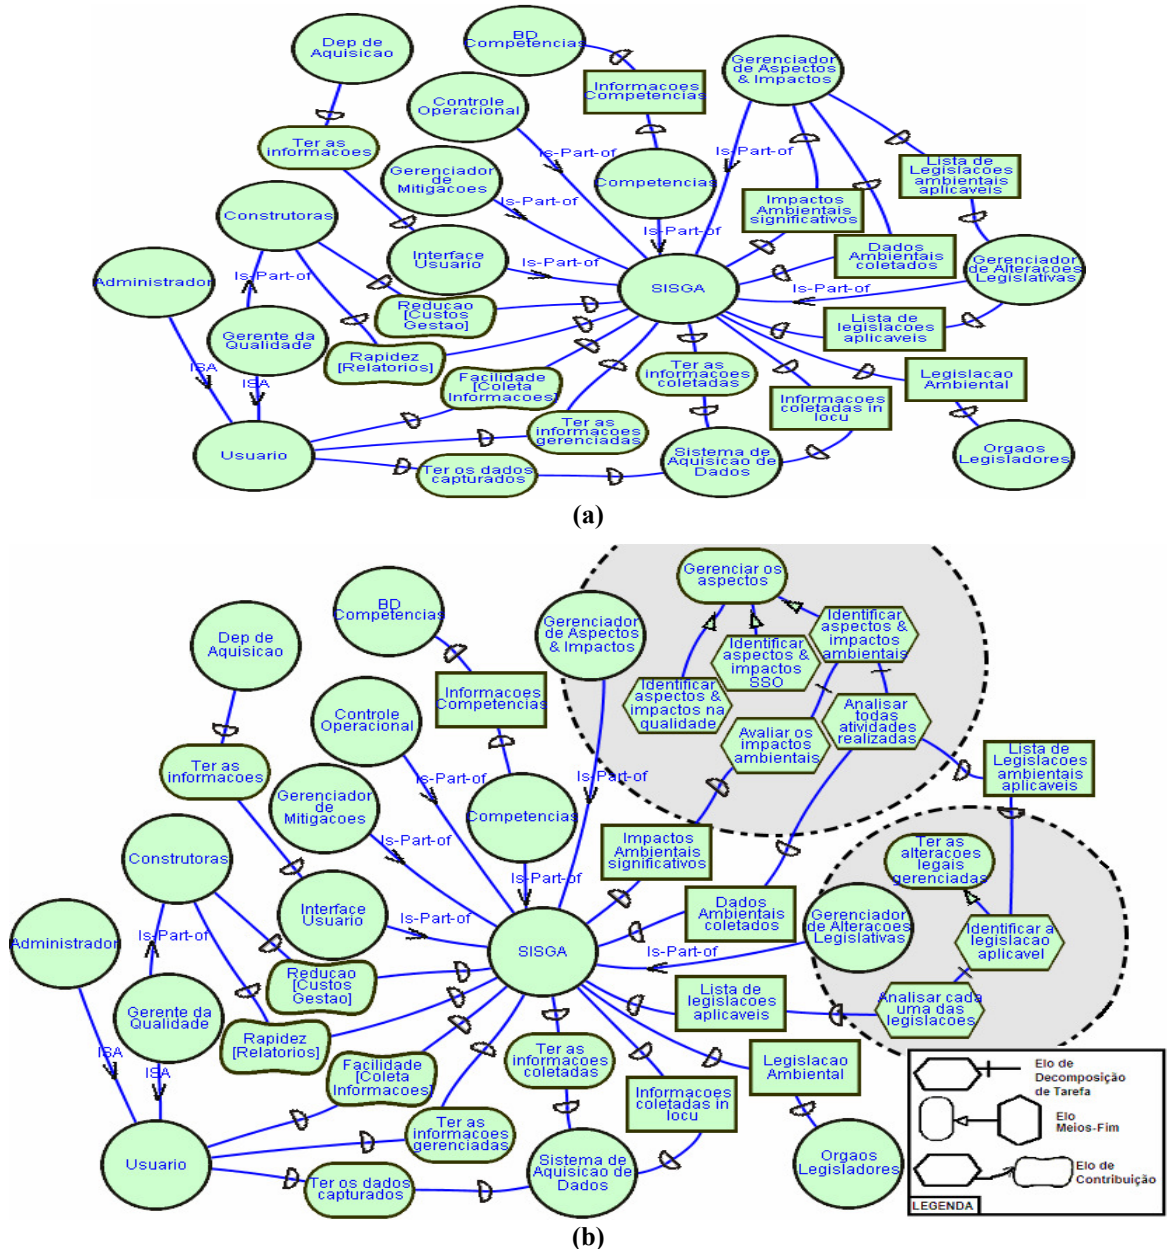 Dep de
Aquisicao
BD
Competencias
Gerenciador
de Aspectos
& Impactos
Controle
Operacional
Informacoes
Competencias
Ter as
informacoes
Is-Part-of
Is-Part-of
Lista de
Legislacoes
ambientais
aplicaveis
Gerenciador
de
Mitigacoes
Competencias
Construtoras
Is-Part-of
Impactos
Ambientais
significativos
Is-Part-of
Interface
Usuario
Is-Part-of
Dados
Ambientais
coletados
Gerenciador
de Alteracoes
Legislativas
Administrador
Is-Part-of
SISGA
Is-Part-of
Reducao
[Custos
Gestao]
Gerente da
Qualidade
Lista de
legislacoes
aplicaveis
Rapidez
[Relatorios]
ISA
ISA
Facilidade
[Coleta
Informacoes]
Ter as
informacoes
coletadas
Legislacao
Ambiental
Informacoes
coletadas in
locu
Ter as
informacoes
gerenciadas
Usuario
Ter os dados
capturados
Sistema de
Aquisicao de
Dados
Orgaos
Legisladores
(a)
Gerenciar os
aspectos
BD
Competencias
Gerenciador
de Aspectos
& Impactos
Identificar
aspectos &
impactos
ambientais
Dep de
Aquisicao
Identificar
aspectos &
impactos
SSO
Informacoes
Competencias
Identificar
aspectos &
impactos na
qualidade
Analisar
todas
atividades
realizadas
Controle
Operacional
Avaliar os
impactos
ambientais
Ter as
informacoes
Lista de
Legislacoes
ambientais
aplicaveis
Is-Part-of
Is-Part-of
Gerenciador
de
Mitigacoes
Competencias
Is-Part-of
Impactos
Ambientais
significativos
Ter as
alteracoes
legais
gerenciadas
Construtoras
Is-Part-of
Interface
Usuario
Is-Part-of
Dados
Ambientais
coletados
Gerenciador
de Alteracoes
Legislativas
Administrador
Is-Part-of
SISGA
Is-Part-of
Identificar a
legislacao
aplicavel
Reducao
[Custos
Gestao]
Lista de
legislacoes
aplicaveis
Analisar cada
uma das
legislacoes
Gerente da
Qualidade
Rapidez
[Relatorios]
ISA
ISA
Facilidade
[Coleta
Informacoes]
Ter as
informacoes
coletadas
Legislacao
Ambiental
Informacoes
coletadas in
locu
Ter as
informacoes
gerenciadas
Usuario
Ter os dados
capturados
Sistema de
Aquisicao de
Dados
Orgaos
Legisladores
Elo de
Decomposição
de Tarefa
Elo
Meios-Fim
Elo de
Contribuição
LEGENDA
(b)